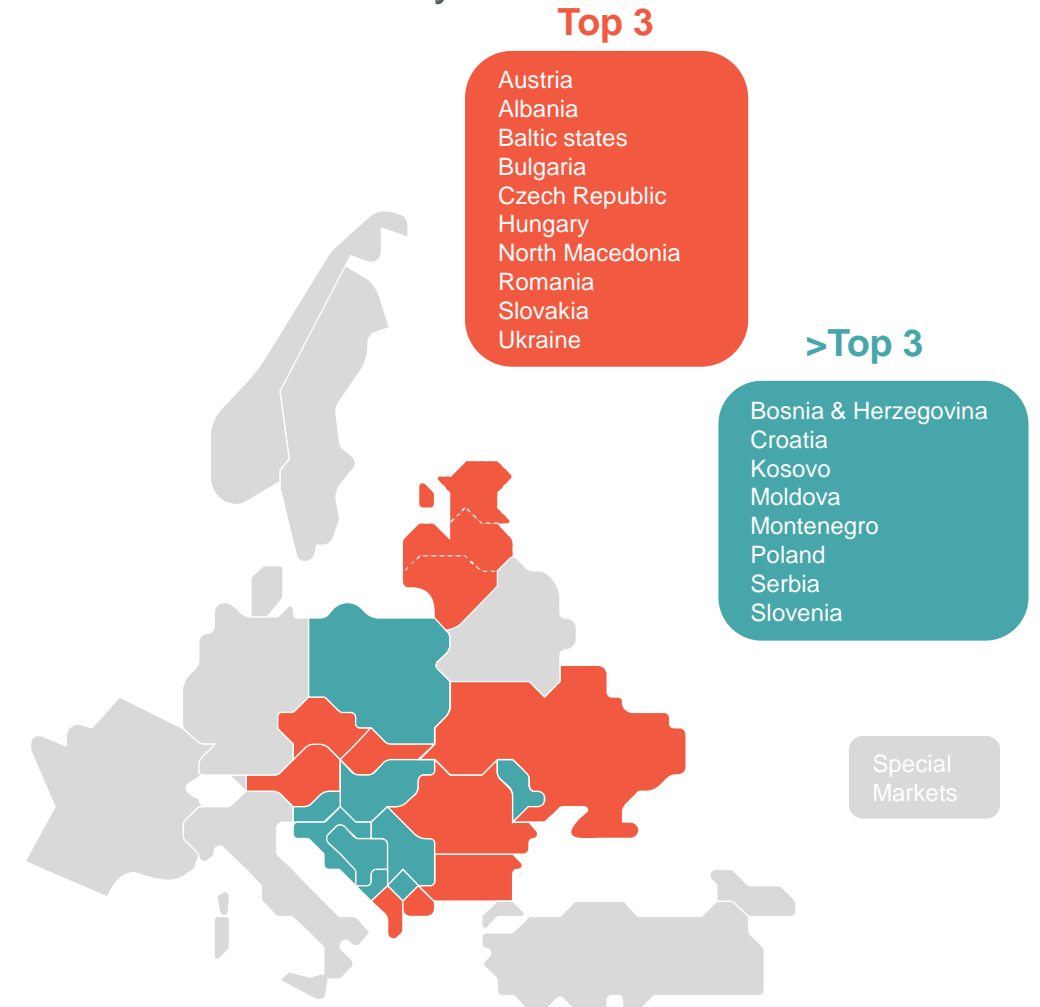 Top 3
Austria
Albania
Baltic states
Bulgaria
Czech Republic
Hungary
North Macedonia
Romania
Slovakia
Ukraine
>Top 3
Bosnia & Herzegovina
Croatia
Kosovo
Moldova
Montenegro
Poland
Serbia
Slovenia
Special
Markets